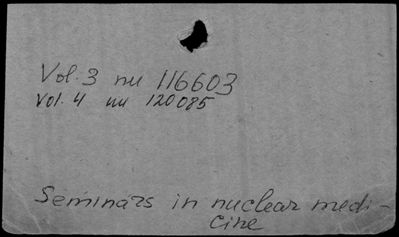 Vol. 3 nu 116603
Vol. 4 nu 120085
Seminars in nuclear medi-
cine